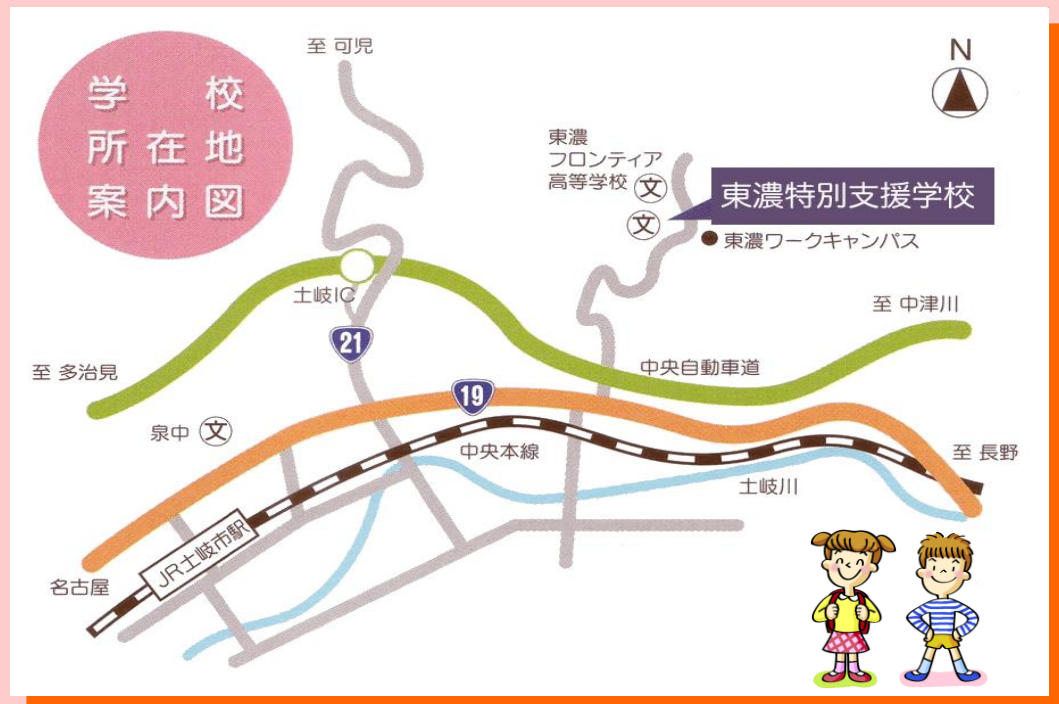 学校
所在地
案内図
至 可児
N
東濃
フロンティア
高等学校
文
文
東濃特別支援学校
東濃ワークキャンパス
土岐IC
至 中津川
21
至 多治見
中央自動車道
19
泉中
文
中央本線
至 長野
土岐川
JR土岐市駅
名古屋